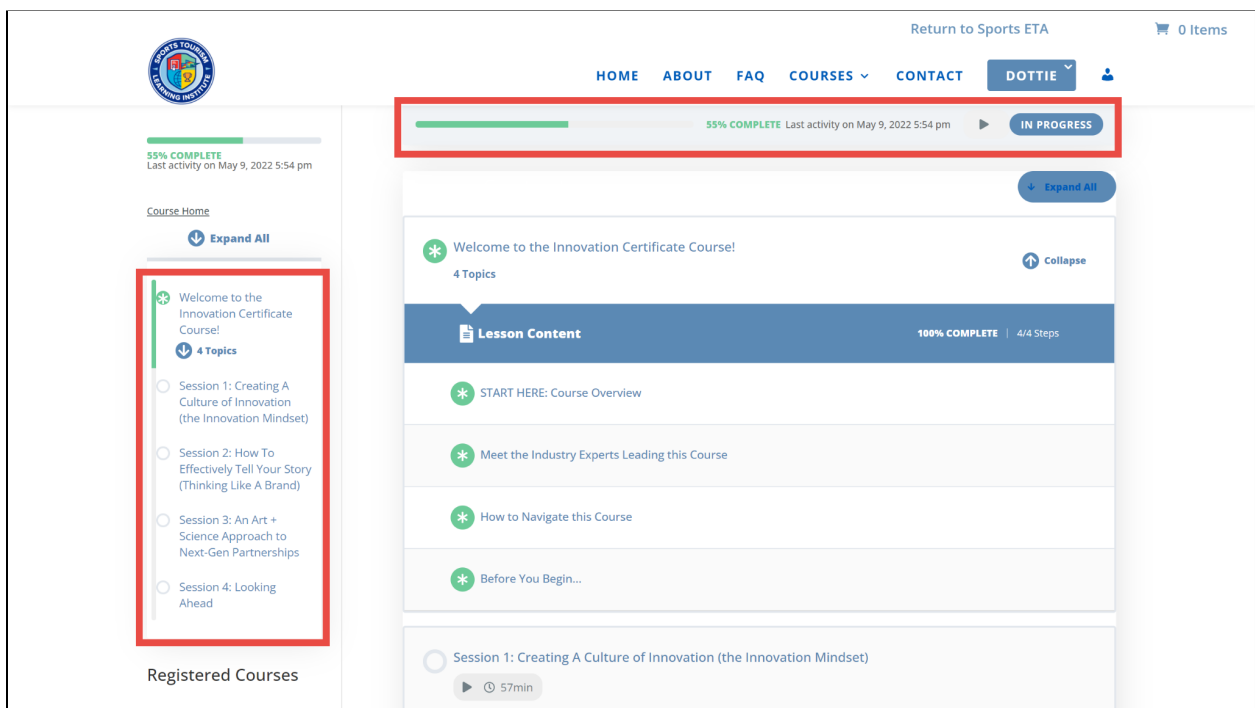 Return to Sports ETA
0 Items
SPORTS TOURISM
LEARNING INSTITUTE
HOME ABOUT FAQ COURSES CONTACT DOTTIE
55% COMPLETE Last activity on May 9, 2022 5:54 pm IN PROGRESS
55% COMPLETE
Last activity on May 9, 2022 5:54 pm
Course Home
Expand All
Welcome to the
Innovation Certificate
Course!
4 Topics
Session 1: Creating A
Culture of Innovation
(the Innovation Mindset)
Session 2: How To
Effectively Tell Your Story
(Thinking Like A Brand)
Session 3: An Art +
Science Approach to
Next-Gen Partnerships
Session 4: Looking
Ahead
Registered Courses
Expand All
Welcome to the Innovation Certificate Course!
4 Topics
Collapse
Lesson Content 100% COMPLETE | 4/4 Steps
START HERE: Course Overview
Meet the Industry Experts Leading this Course
How to Navigate this Course
Before You Begin...
Session 1: Creating A Culture of Innovation (the Innovation Mindset)
57min